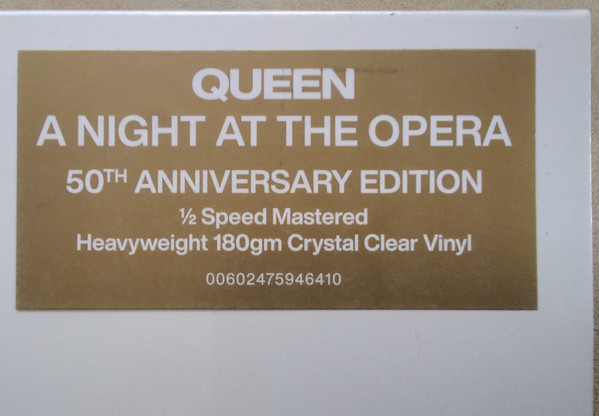 QUEEN
A NIGHT AT THE OPERA
50TH ANNIVERSARY EDITION
½ Speed Mastered
Heavyweight 180gm Crystal Clear Vinyl
00602475946410